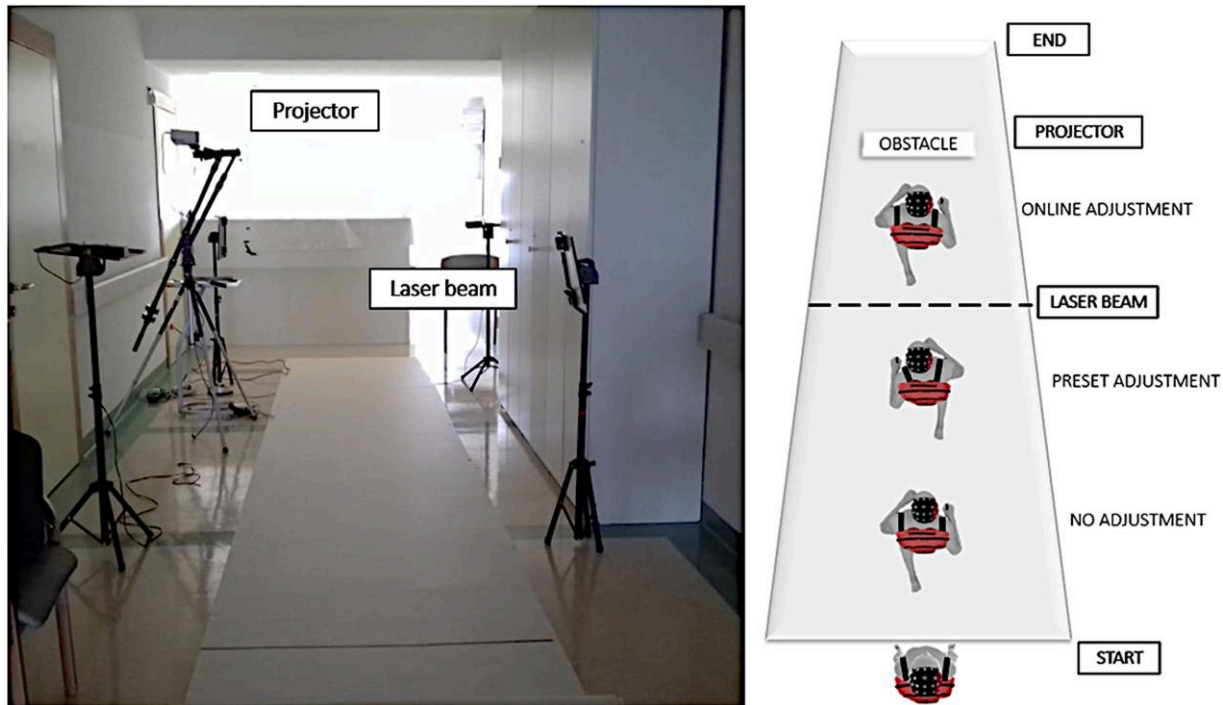 Projector
Laser beam
END
PROJECTOR
OBSTACLE
ONLINE ADJUSTMENT
LASER BEAM
PRESET ADJUSTMENT
NO ADJUSTMENT
START